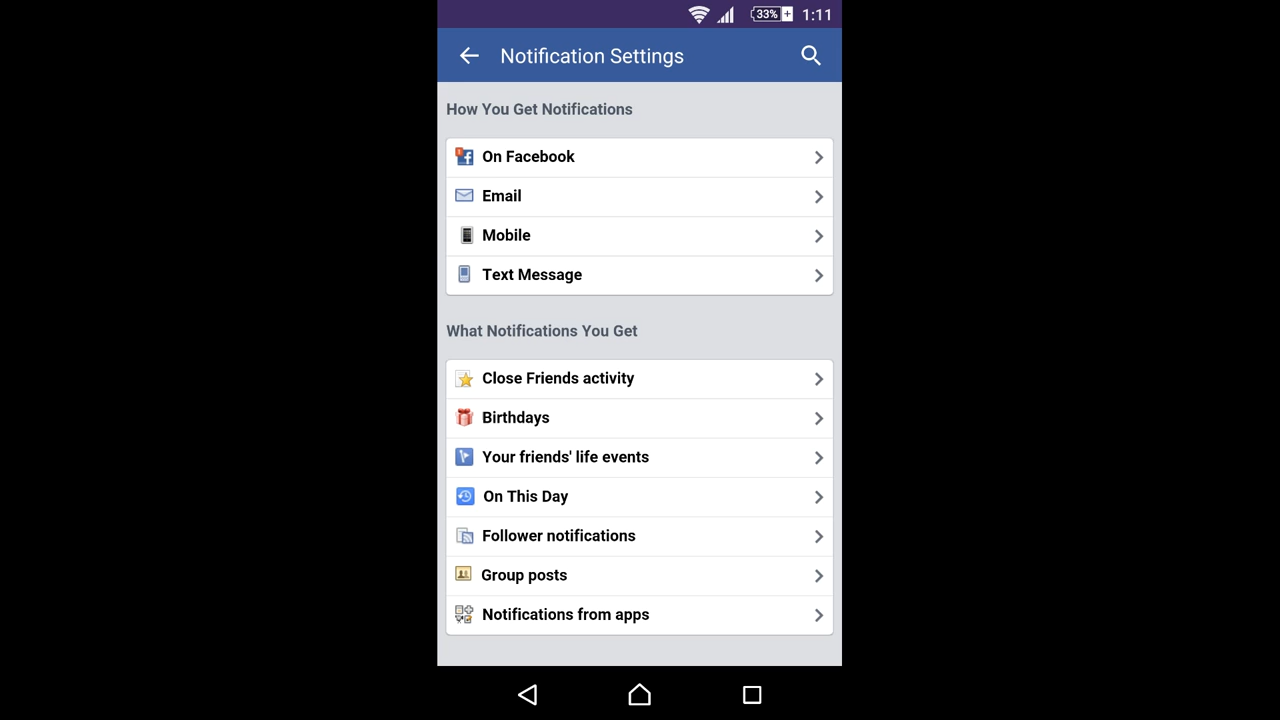 33% 1:11
Notification Settings
How You Get Notifications
On Facebook
Email
Mobile
Text Message
What Notifications You Get
Close Friends activity
Birthdays
Your friends' life events
On This Day
Follower notifications
Group posts
Notifications from apps